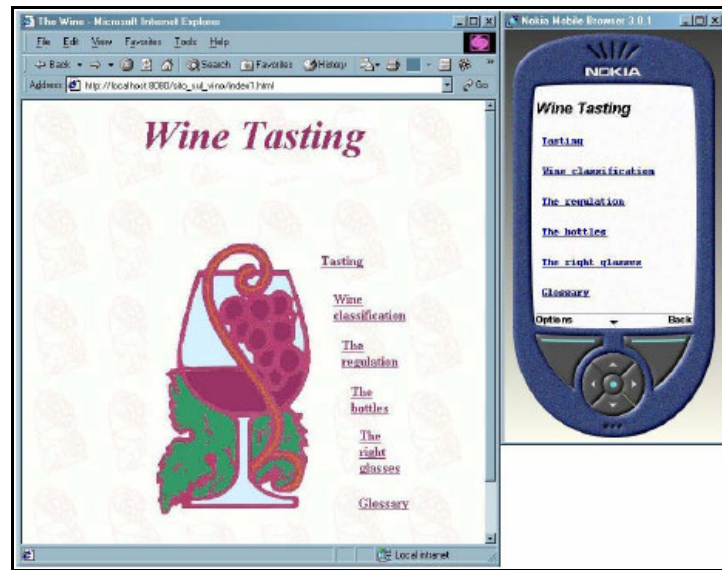 The Wine - Microsoft Internet Explorer
File Edit View Favorites Tools Help
Back Search Favorites History
Address http://localhost:8080/sito_sul_vino/index1.html Go
Wine Tasting
Tasting
Wine
classification
The
regulation
The
bottles
The
right
glasses
Glossary
Local intranet
Nokia Mobile Browser 3.0.1
NOKIA
Wine Tasting
Tasting
Wine classification
The regulation
The bottles
The right glasses
Glossary
Options Back